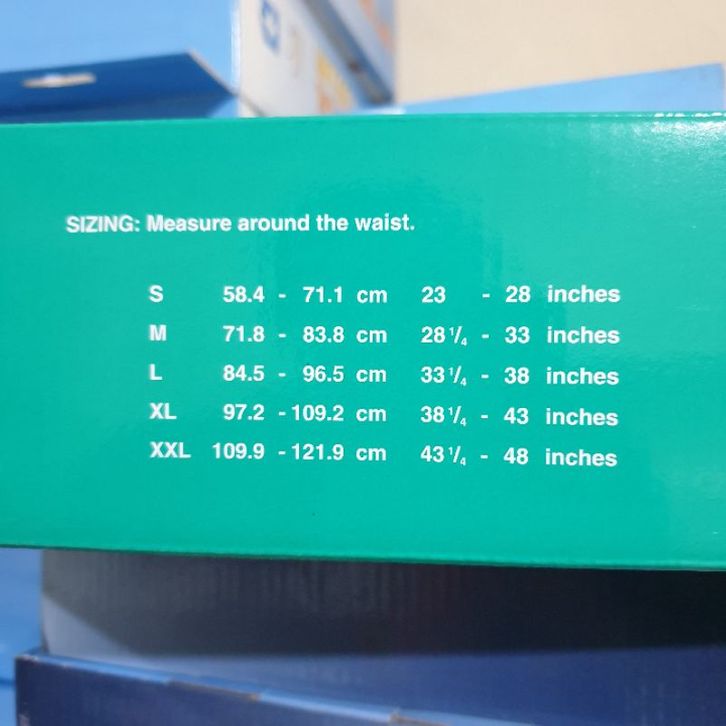 SIZING: Measure around the waist.
S 58.4 - 71.1 cm 23 - 28 inches
M 71.8 - 83.8 cm 28 1/4 - 33 inches
L 84.5 - 96.5 cm 33 1/4 - 38 inches
XL 97.2 - 109.2 cm 38 1/4 - 43 inches
XXL 109.9 - 121.9 cm 43 1/4 - 48 inches